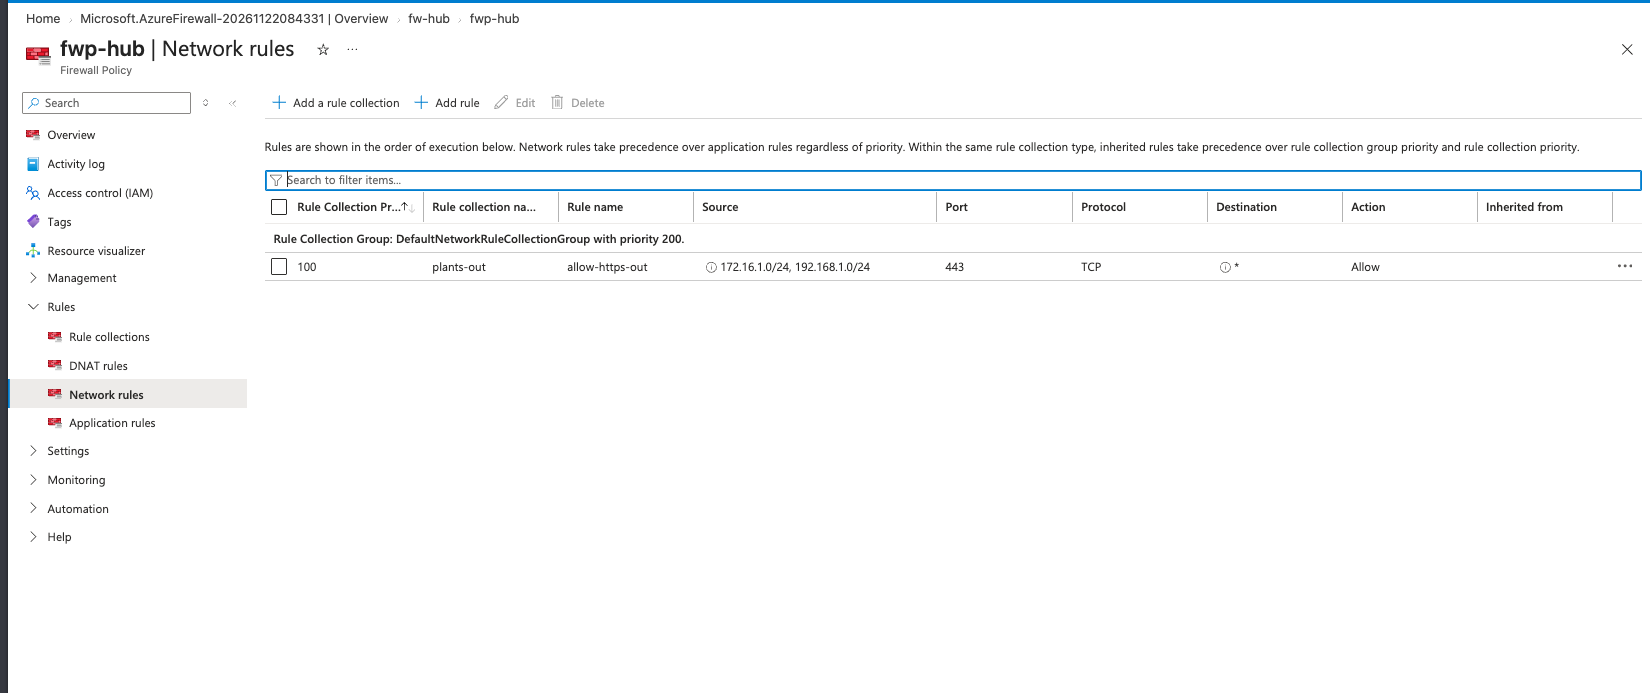 Home > Microsoft.AzureFirewall-20261122084331 | Overview > fw-hub > fwp-hub
fwp-hub | Network rules ☆ ...
Firewall Policy
Search
Overview
Activity log
Access control (IAM)
Tags
Resource visualizer
Management
Rules
Rule collections
DNAT rules
Network rules
Application rules
Settings
Monitoring
Automation
Help
+ Add a rule collection + Add rule Edit Delete
Rules are shown in the order of execution below. Network rules take precedence over application rules regardless of priority. Within the same rule collection type, inherited rules take precedence over rule collection group priority and rule collection priority.
Search to filter items...
Rule Collection Pr...↑↓ Rule collection na... Rule name Source Port Protocol Destination Action Inherited from
Rule Collection Group: DefaultNetworkRuleCollectionGroup with priority 200.
100 plants-out allow-https-out 172.16.1.0/24, 192.168.1.0/24 443 TCP * Allow ...